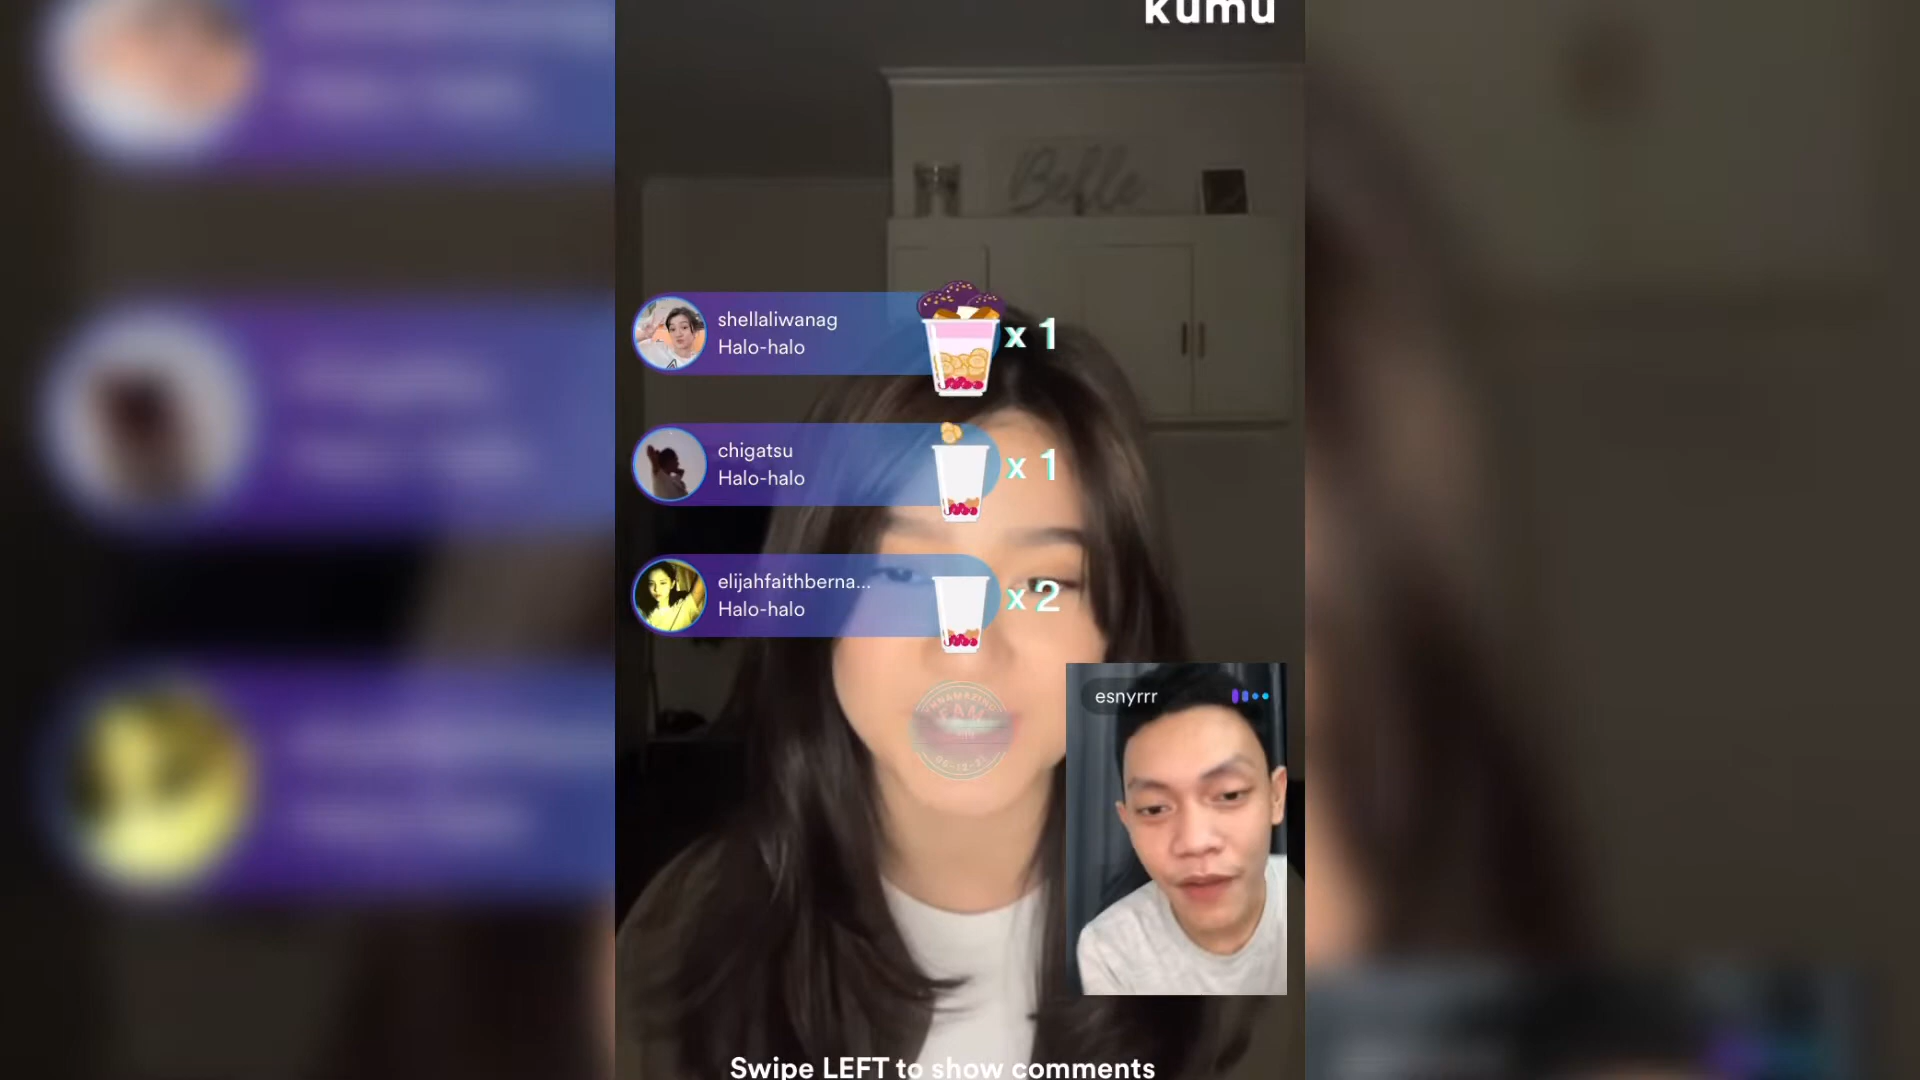 kumu
Belle
shellaliwanag
Halo-halo
x 1
chigatsu
Halo-halo
x 1
elijahfaithberna...
Halo-halo
x 2
esnyrrr
Swipe LEFT to show comments